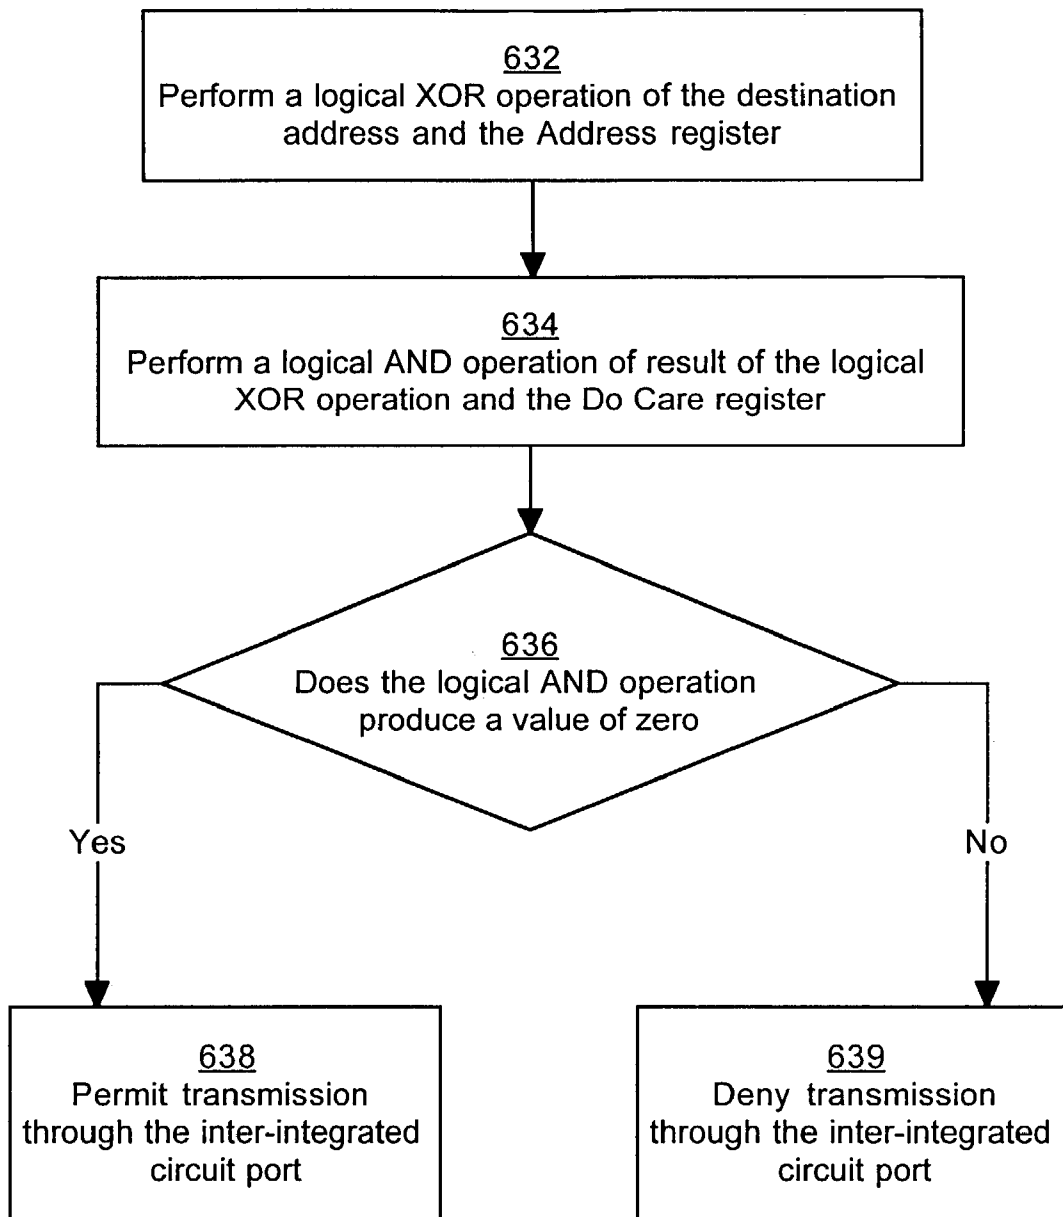 632
Perform a logical XOR operation of the destination
address and the Address register
634
Perform a logical AND operation of result of the logical
XOR operation and the Do Care register
636
Does the logical AND operation
produce a value of zero
Yes
No
638
Permit transmission
through the inter-integrated
circuit port
639
Deny transmission
through the inter-integrated
circuit port